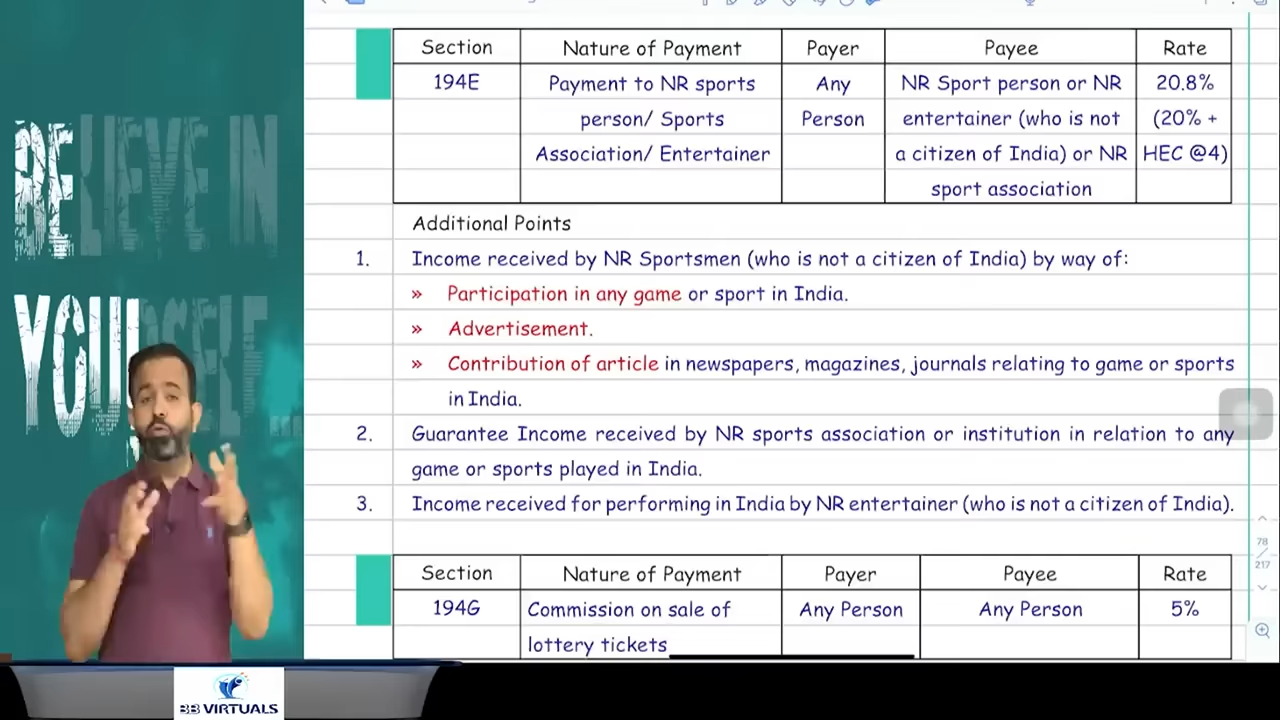 BELIEVE IN
YOURSELF...
Section Nature of Payment Payer Payee Rate
194E Payment to NR sports Any NR Sport person or NR 20.8%
person/ Sports Person entertainer (who is not (20% +
Association/ Entertainer a citizen of India) or NR HEC @4)
sport association
Additional Points
1. Income received by NR Sportsmen (who is not a citizen of India) by way of:
» Participation in any game or sport in India.
» Advertisement.
» Contribution of article in newspapers, magazines, journals relating to game or sports
in India.
2. Guarantee Income received by NR sports association or institution in relation to any
game or sports played in India.
3. Income received for performing in India by NR entertainer (who is not a citizen of India).
78
217
Section Nature of Payment Payer Payee Rate
194G Commission on sale of Any Person Any Person 5%
lottery tickets
BB VIRTUALS